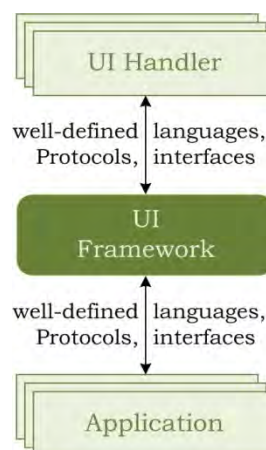 UI Handler
well-defined languages,
Protocols, interfaces
UI
Framework
well-defined languages,
Protocols, interfaces
Application